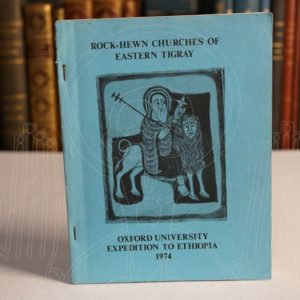 ROCK-HEWN CHURCHES OF
EASTERN TIGRAY
OXFORD UNIVERSITY
EXPEDITION TO ETHIOPIA
1974